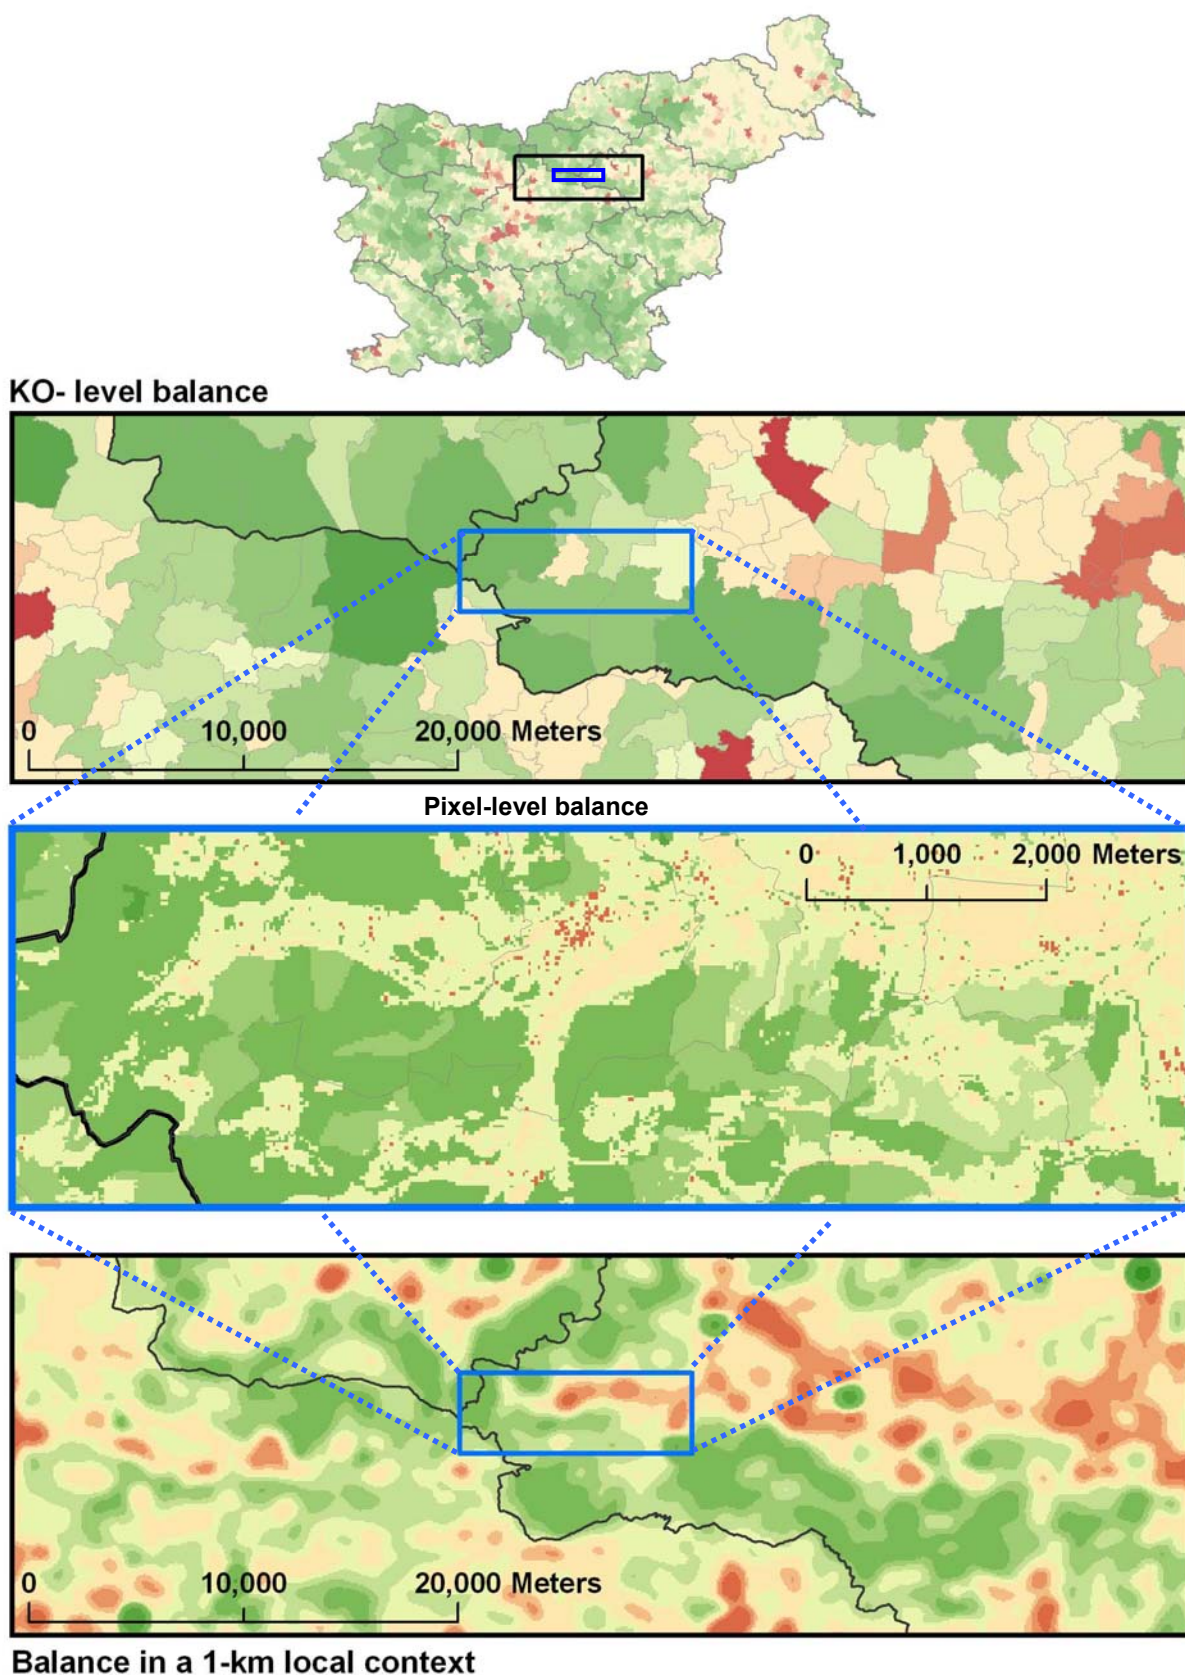 KO- level balance
0 10,000 20,000 Meters
Pixel-level balance
0 1,000 2,000 Meters
0 10,000 20,000 Meters
Balance in a 1-km local context